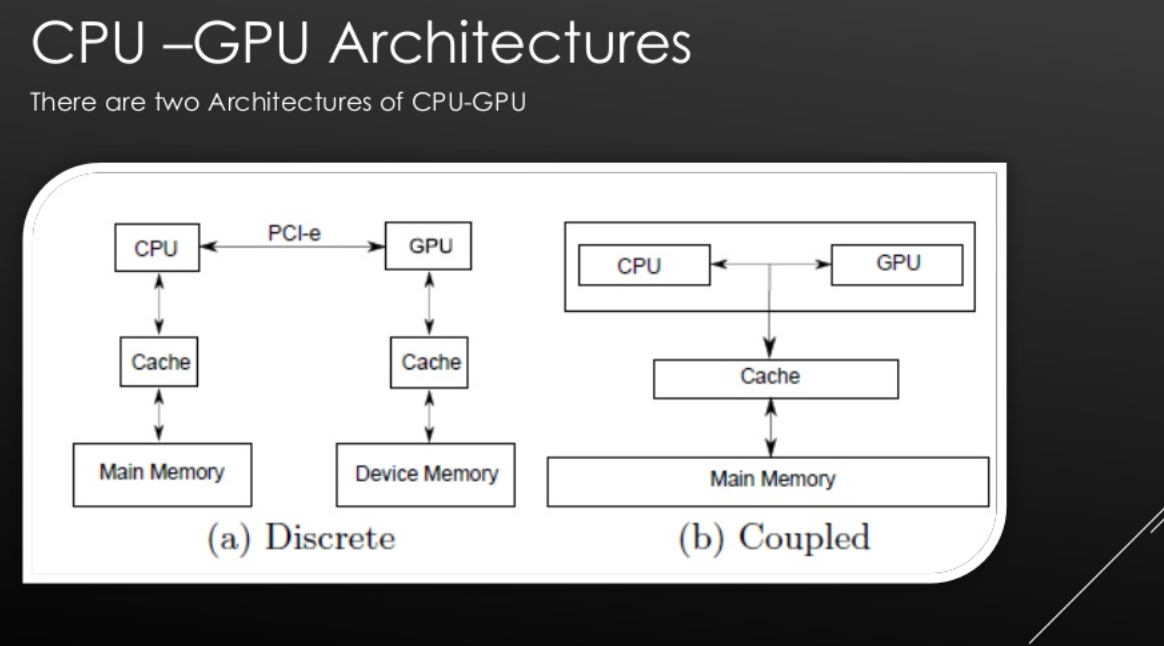 CPU –GPU Architectures
There are two Architectures of CPU-GPU
CPU
PCI-e
GPU
Cache
Cache
Main Memory
Device Memory
(a) Discrete
CPU
GPU
Cache
Main Memory
(b) Coupled